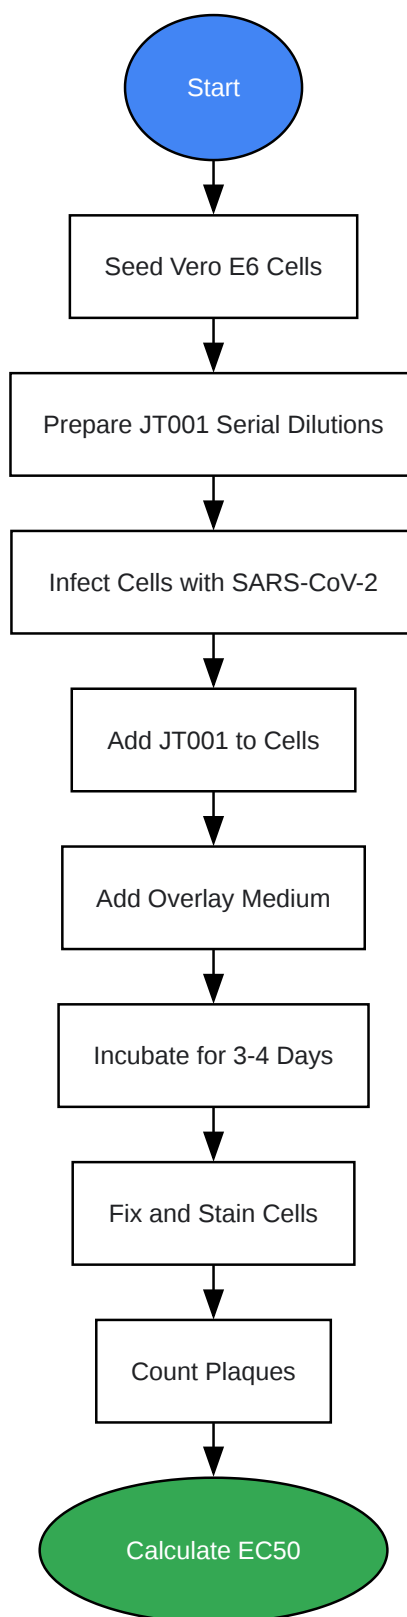 Start
Seed Vero E6 Cells
Prepare JT001 Serial Dilutions
Infect Cells with SARS-CoV-2
Add JT001 to Cells
Add Overlay Medium
Incubate for 3-4 Days
Fix and Stain Cells
Count Plaques
Calculate EC50